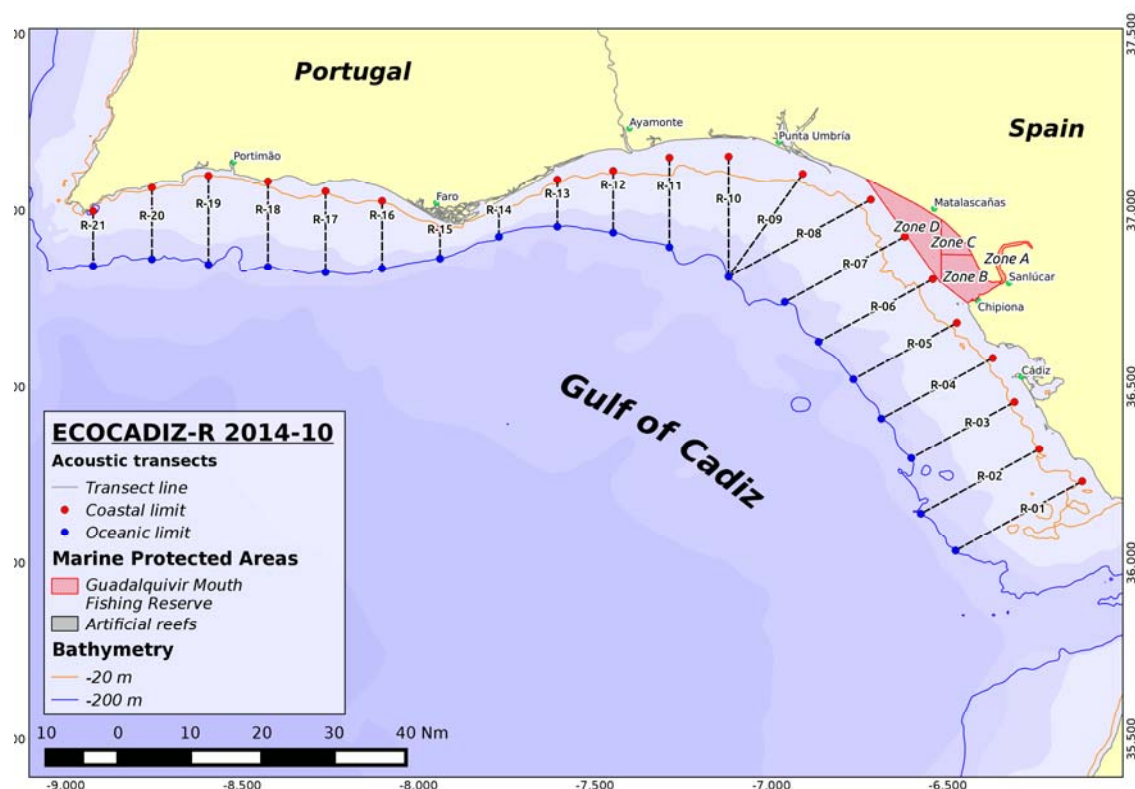 Portugal
Spain
Ayamonte
Punta Umbría
Portimão
Faro
Matalascañas
Sanlúcar
Chipiona
Cádiz
Zone D
Zone C
Zone A
Zone B
R-21
R-20
R-19
R-18
R-17
R-16
R-15
R-14
R-13
R-12
R-11
R-10
R-09
R-08
R-07
R-06
R-05
R-04
R-03
R-02
R-01
Gulf of Cadiz
ECOCADIZ-R 2014-10
Acoustic transects
Transect line
Coastal limit
Oceanic limit
Marine Protected Areas
Guadalquivir Mouth
Fishing Reserve
Artificial reefs
Bathymetry
-20 m
-200 m
10 0 10 20 30 40 Nm
-9.000 -8.500 -8.000 -7.500 -7.000 -6.500
37.500
37.000
36.500
36.000
35.500